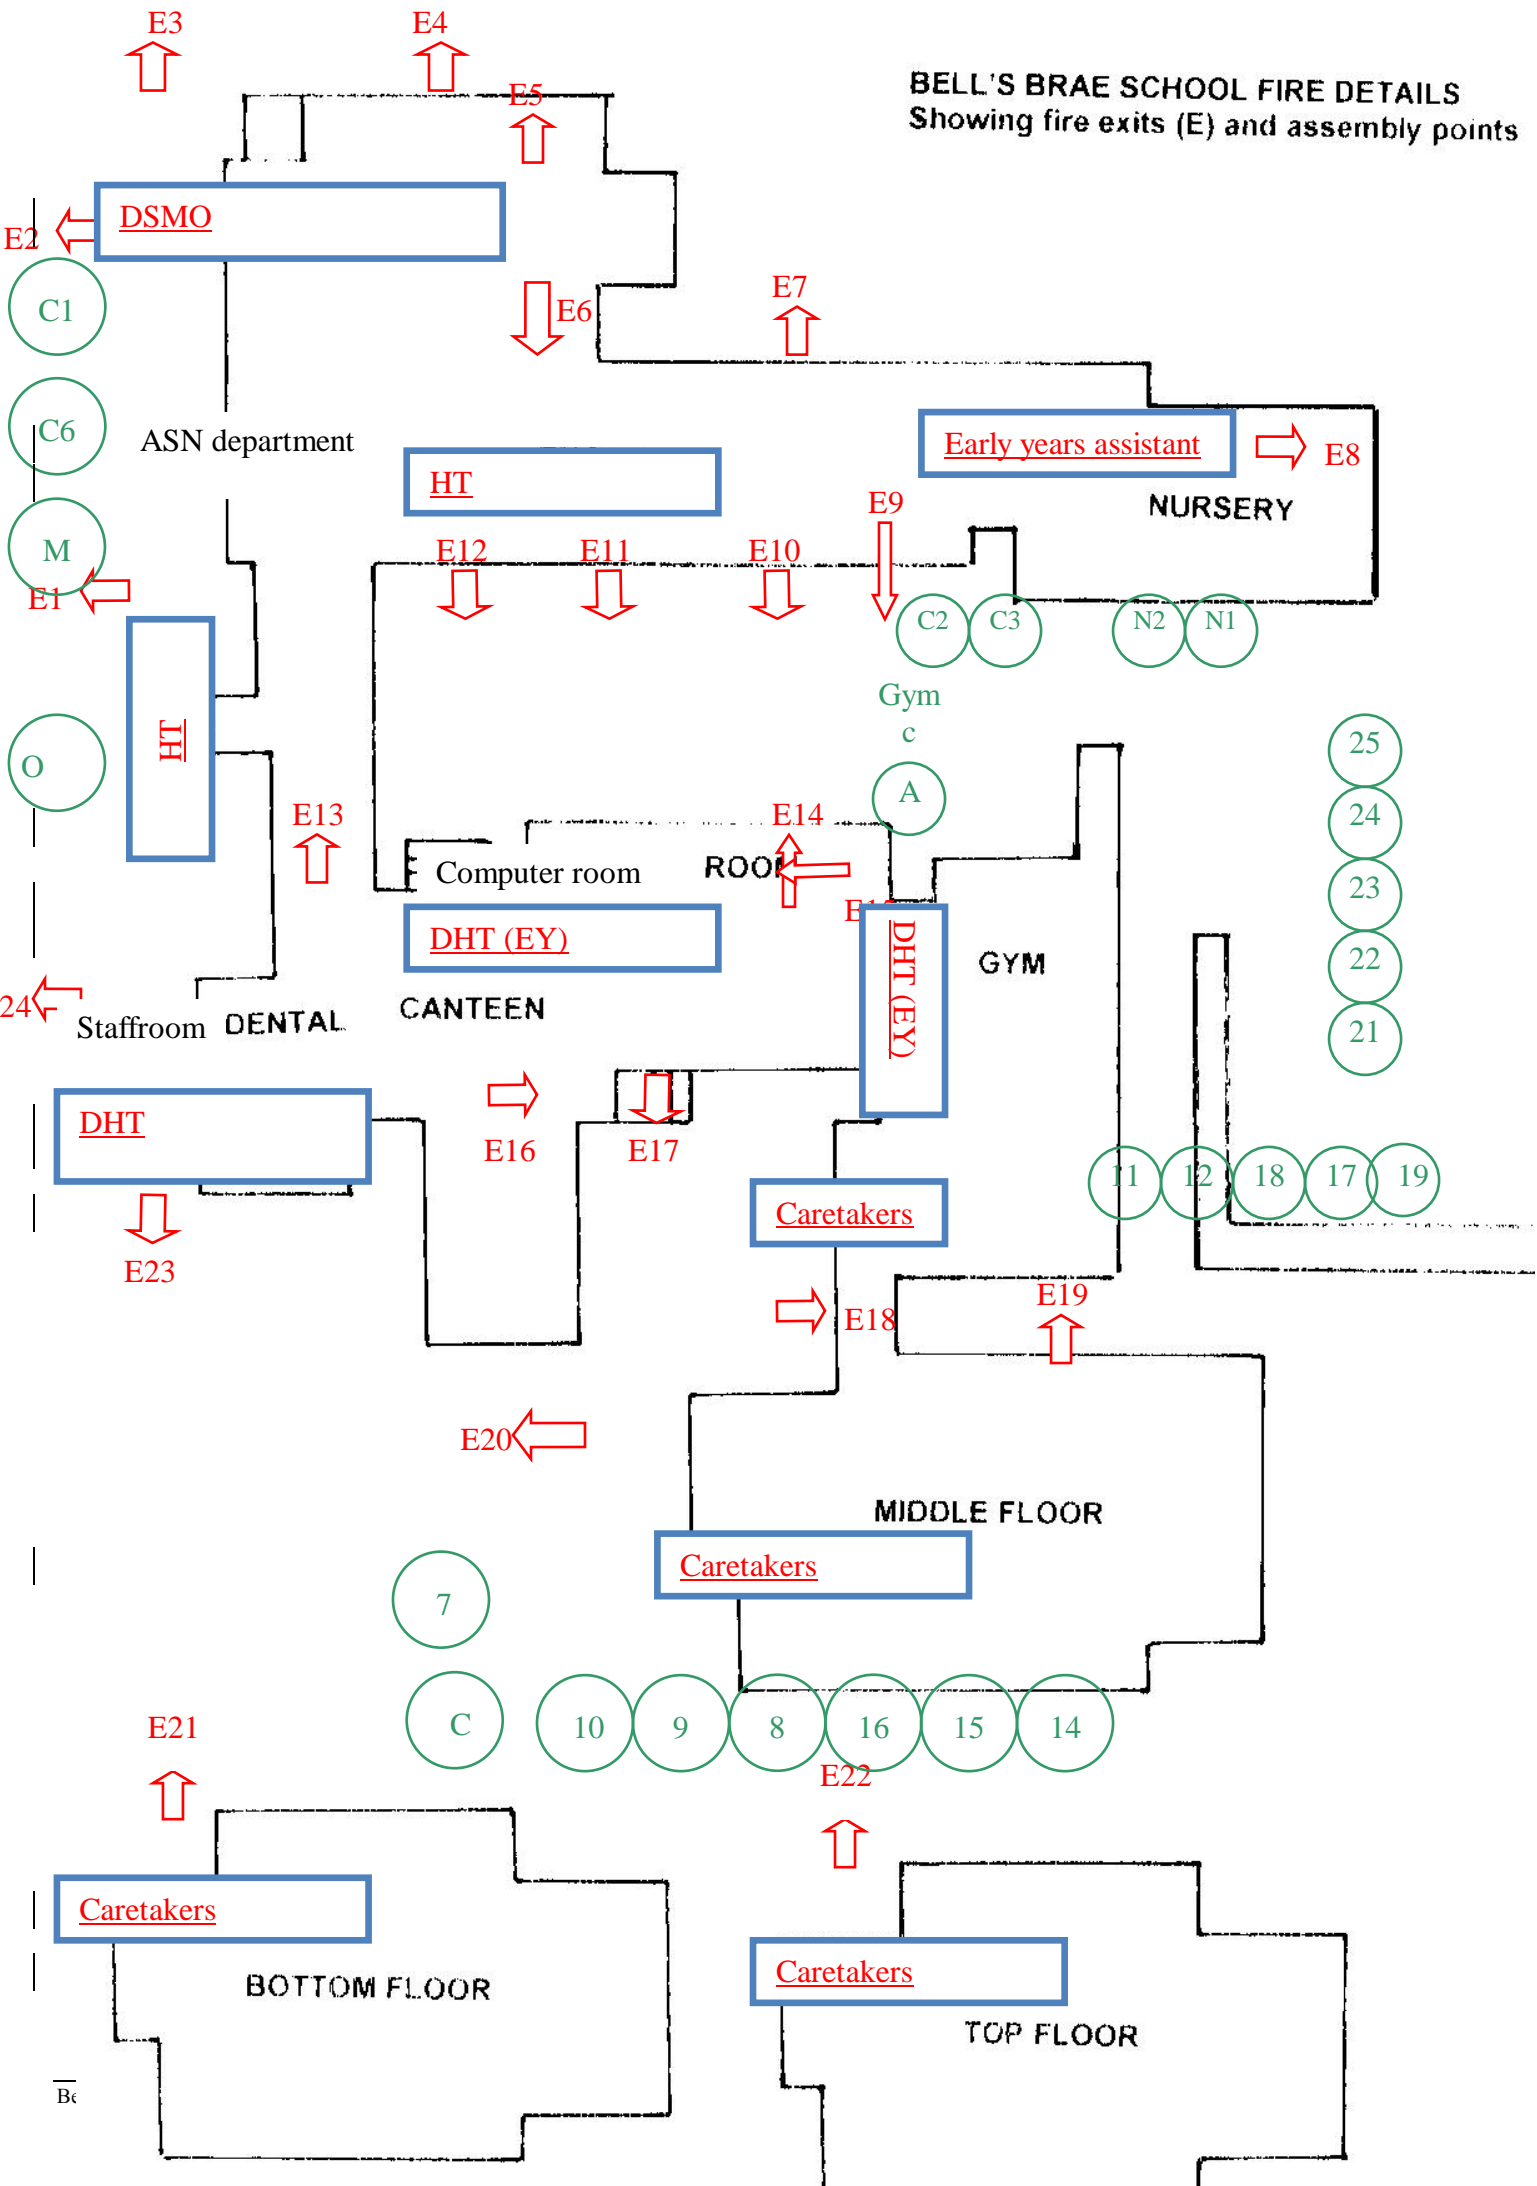 E3
E4
BELL'S BRAE SCHOOL FIRE DETAILS
Showing fire exits (E) and assembly points
E5
DSMO
E2
C1
E6
E7
C6
ASN department
Early years assistant
E8
HT
NURSERY
E9
M
E12
E11
E10
E1
C2
C3
N2
N1
Gym
c
HT
O
25
A
E13
E14
24
Computer room
ROOM
23
DHT (EY)
DHT (EY)
GYM
22
24
Staffroom
DENTAL
CANTEEN
21
DHT
E16
E17
11
12
18
17
19
Caretakers
E23
E18
E19
E20
MIDDLE FLOOR
Caretakers
7
C
10
9
8
16
15
14
E21
E22
Caretakers
Caretakers
BOTTOM FLOOR
TOP FLOOR